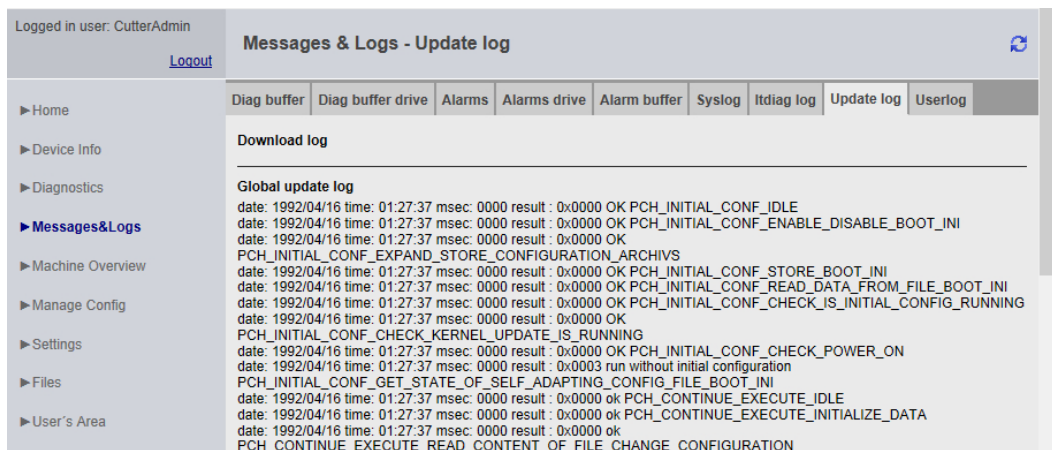 Logged in user: CutterAdmin
Logout
Messages & Logs - Update log
►Home
►Device Info
►Diagnostics
►Messages&Logs
►Machine Overview
►Manage Config
►Settings
►Files
►User´s Area
Diag buffer Diag buffer drive Alarms Alarms drive Alarm buffer Syslog Itdiag log Update log Userlog
Download log
Global update log
date: 1992/04/16 time: 01:27:37 msec: 0000 result : 0x0000 OK PCH_INITIAL_CONF_IDLE
date: 1992/04/16 time: 01:27:37 msec: 0000 result : 0x0000 OK PCH_INITIAL_CONF_ENABLE_DISABLE_BOOT_INI
date: 1992/04/16 time: 01:27:37 msec: 0000 result : 0x0000 OK
PCH_INITIAL_CONF_EXPAND_STORE_CONFIGURATION_ARCHIVS
date: 1992/04/16 time: 01:27:37 msec: 0000 result : 0x0000 OK PCH_INITIAL_CONF_STORE_BOOT_INI
date: 1992/04/16 time: 01:27:37 msec: 0000 result : 0x0000 OK PCH_INITIAL_CONF_READ_DATA_FROM_FILE_BOOT_INI
date: 1992/04/16 time: 01:27:37 msec: 0000 result : 0x0000 OK PCH_INITIAL_CONF_CHECK_IS_INITIAL_CONFIG_RUNNING
date: 1992/04/16 time: 01:27:37 msec: 0000 result : 0x0000 OK
PCH_INITIAL_CONF_CHECK_KERNEL_UPDATE_IS_RUNNING
date: 1992/04/16 time: 01:27:37 msec: 0000 result : 0x0000 OK PCH_INITIAL_CONF_CHECK_POWER_ON
date: 1992/04/16 time: 01:27:37 msec: 0000 result : 0x0003 run without initial configuration
PCH_INITIAL_CONF_GET_STATE_OF_SELF_ADAPTING_CONFIG_FILE_BOOT_INI
date: 1992/04/16 time: 01:27:37 msec: 0000 result : 0x0000 ok PCH_CONTINUE_EXECUTE_IDLE
date: 1992/04/16 time: 01:27:37 msec: 0000 result : 0x0000 ok PCH_CONTINUE_EXECUTE_INITIALIZE_DATA
date: 1992/04/16 time: 01:27:37 msec: 0000 result : 0x0000 ok
PCH_CONTINUE_EXECUTE_READ_CONTENT_OF_FILE_CHANGE_CONFIGURATION